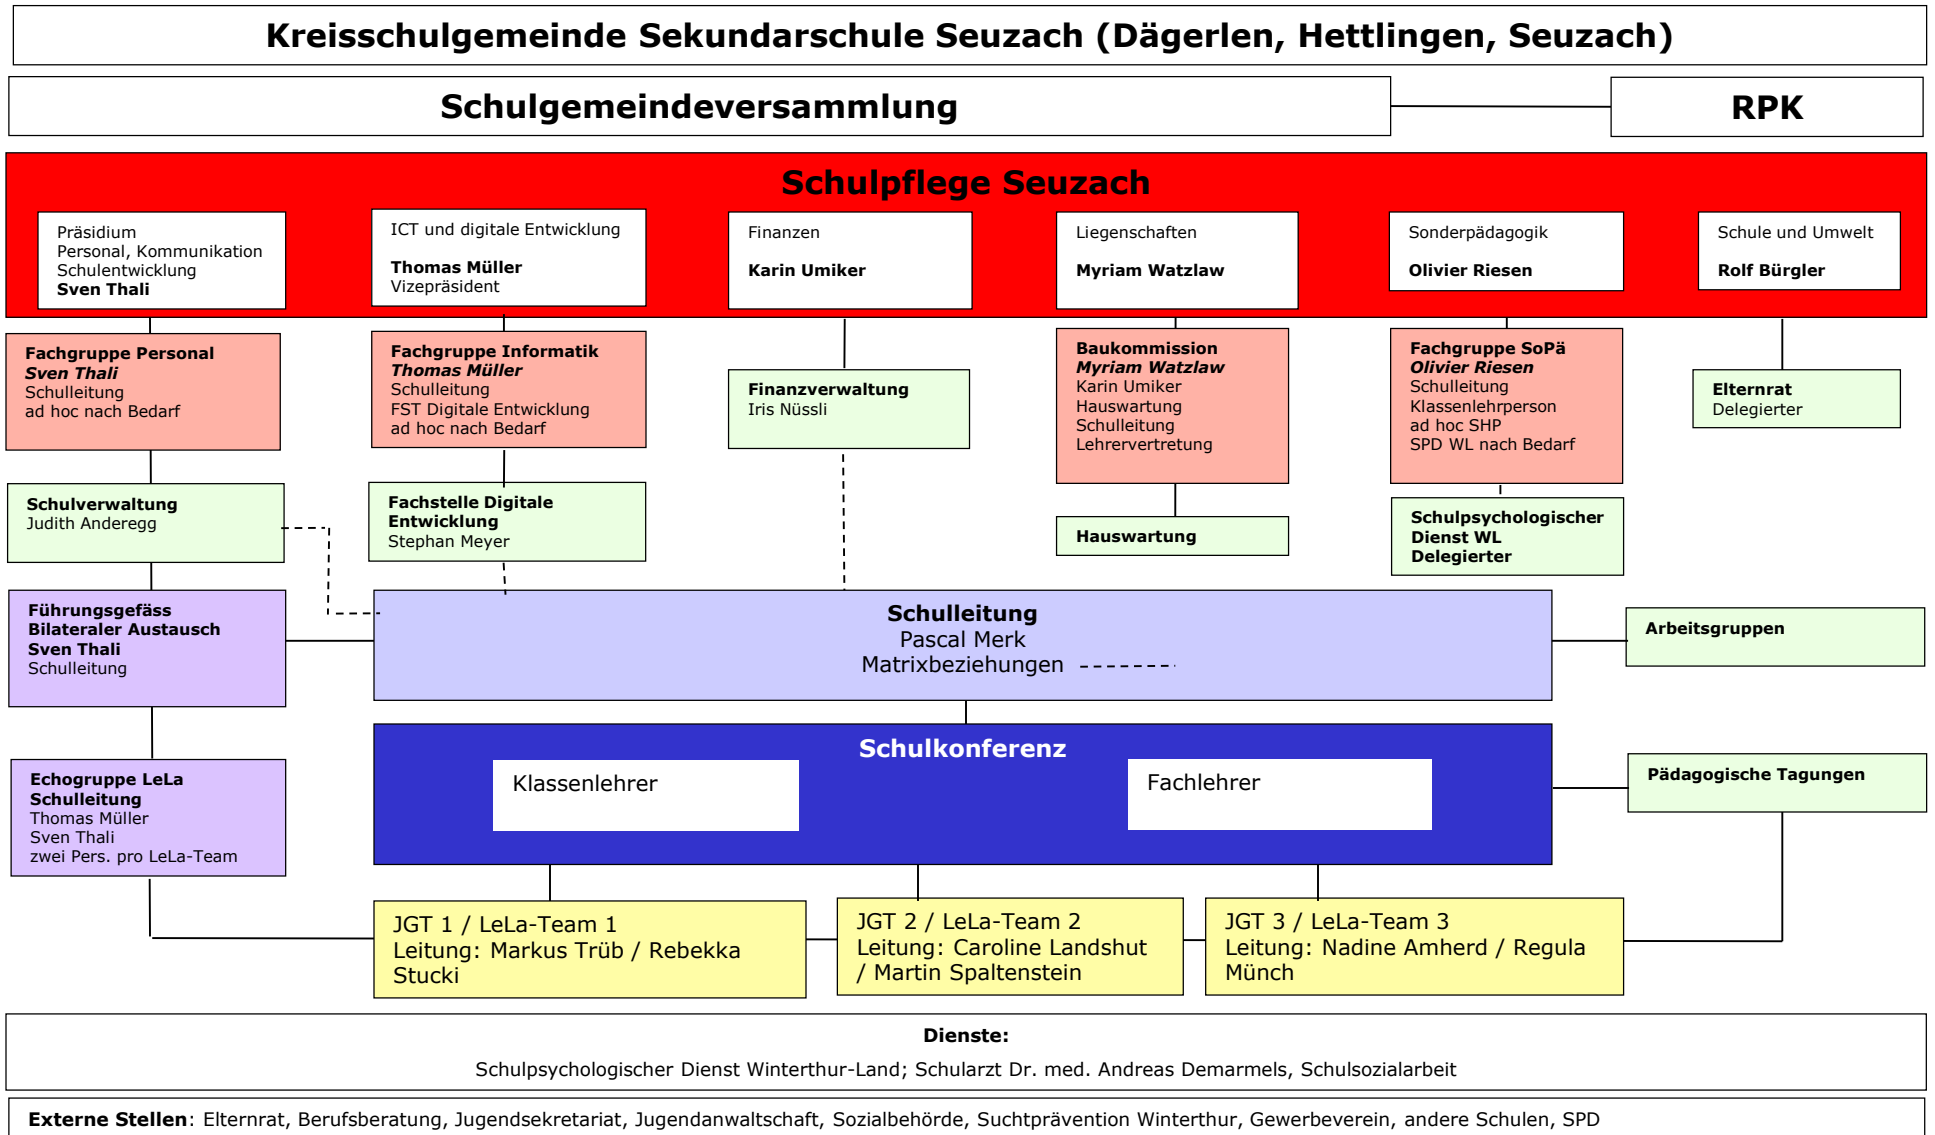 Kreisschulgemeinde Sekundarschule Seuzach (Dägerlen, Hettlingen, Seuzach)
Schulgemeindeversammlung
RPK
Schulpflege Seuzach
Präsidium
Personal, Kommunikation
Schulentwicklung
Sven Thali
ICT und digitale Entwicklung
Thomas Müller
Vizepräsident
Finanzen
Karin Umiker
Liegenschaften
Myriam Watzlaw
Sonderpädagogik
Olivier Riesen
Schule und Umwelt
Rolf Bürgler
Fachgruppe Personal
Sven Thali
Schulleitung
ad hoc nach Bedarf
Fachgruppe Informatik
Thomas Müller
Schulleitung
FST Digitale Entwicklung
ad hoc nach Bedarf
Finanzverwaltung
Iris Nüssli
Baukommission
Myriam Watzlaw
Karin Umiker
Hauswartung
Schulleitung
Lehrervertretung
Fachgruppe SoPä
Olivier Riesen
Schulleitung
Klassenlehrperson
ad hoc SHP
SPD WL nach Bedarf
Elternrat
Delegierter
Schulverwaltung
Judith Anderegg
Fachstelle Digitale
Entwicklung
Stephan Meyer
Hauswartung
Schulpsychologischer
Dienst WL
Delegierter
Führungsgefäss
Bilateraler Austausch
Sven Thali
Schulleitung
Schulleitung
Pascal Merk
Matrixbeziehungen
Arbeitsgruppen
Echogruppe LeLa
Schulleitung
Thomas Müller
Sven Thali
zwei Pers. pro LeLa-Team
Schulkonferenz
Klassenlehrer
Fachlehrer
Pädagogische Tagungen
JGT 1 / LeLa-Team 1
Leitung: Markus Trüb / Rebekka
Stucki
JGT 2 / LeLa-Team 2
Leitung: Caroline Landshut
/ Martin Spaltenstein
JGT 3 / LeLa-Team 3
Leitung: Nadine Amherd / Regula
Münch
Dienste:
Schulpsychologischer Dienst Winterthur-Land; Schularzt Dr. med. Andreas Demarmels, Schulsozialarbeit
Externe Stellen: Elternrat, Berufsberatung, Jugendsekretariat, Jugendanwaltschaft, Sozialbehörde, Suchtprävention Winterthur, Gewerbeverein, andere Schulen, SPD